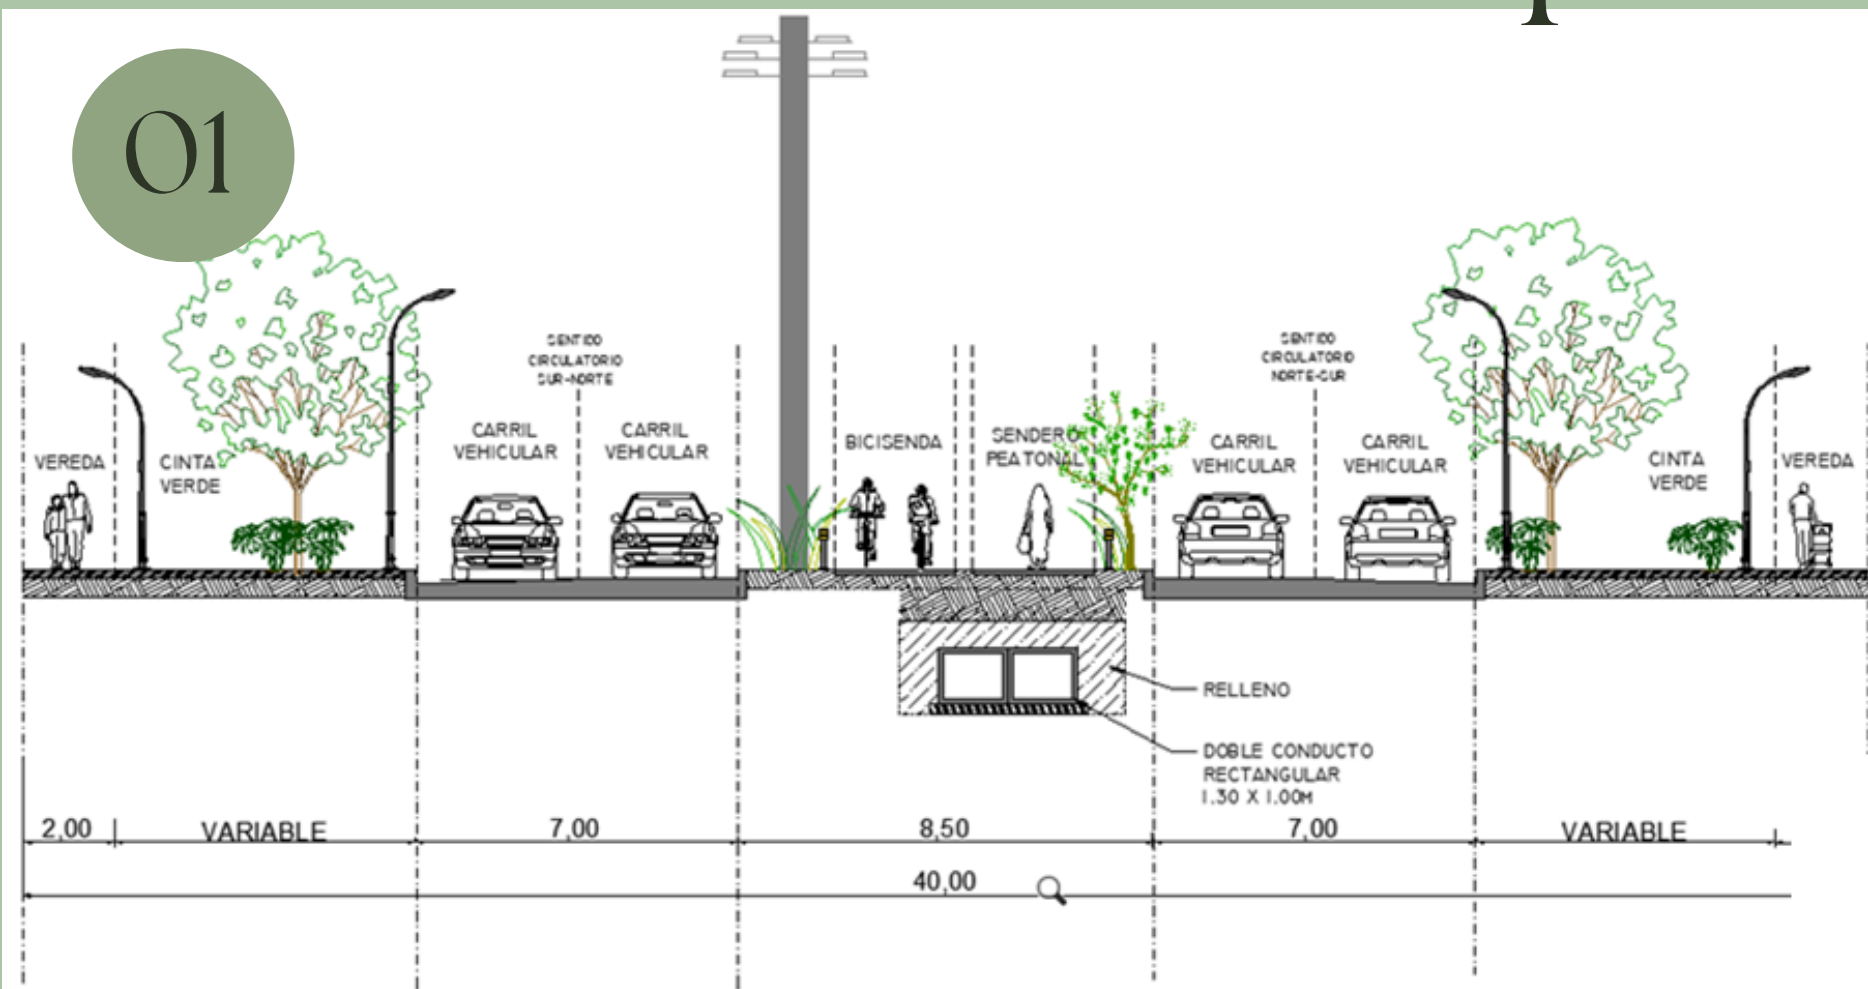 01
SENTIDO
CIRCULATORIO
SUR-NORTE
SENTIDO
CIRCULATORIO
NORTE-SUR
VEREDA
CINTA
VERDE
CARRIL
VEHICULAR
CARRIL
VEHICULAR
BICISENDA
SENDERO
PEATONAL
CARRIL
VEHICULAR
CARRIL
VEHICULAR
CINTA
VERDE
VEREDA
RELLENO
DOBLE CONDUCTO
RECTANGULAR
1.30 X 1.00M
2,00
VARIABLE
7,00
8,50
7,00
VARIABLE
40,00